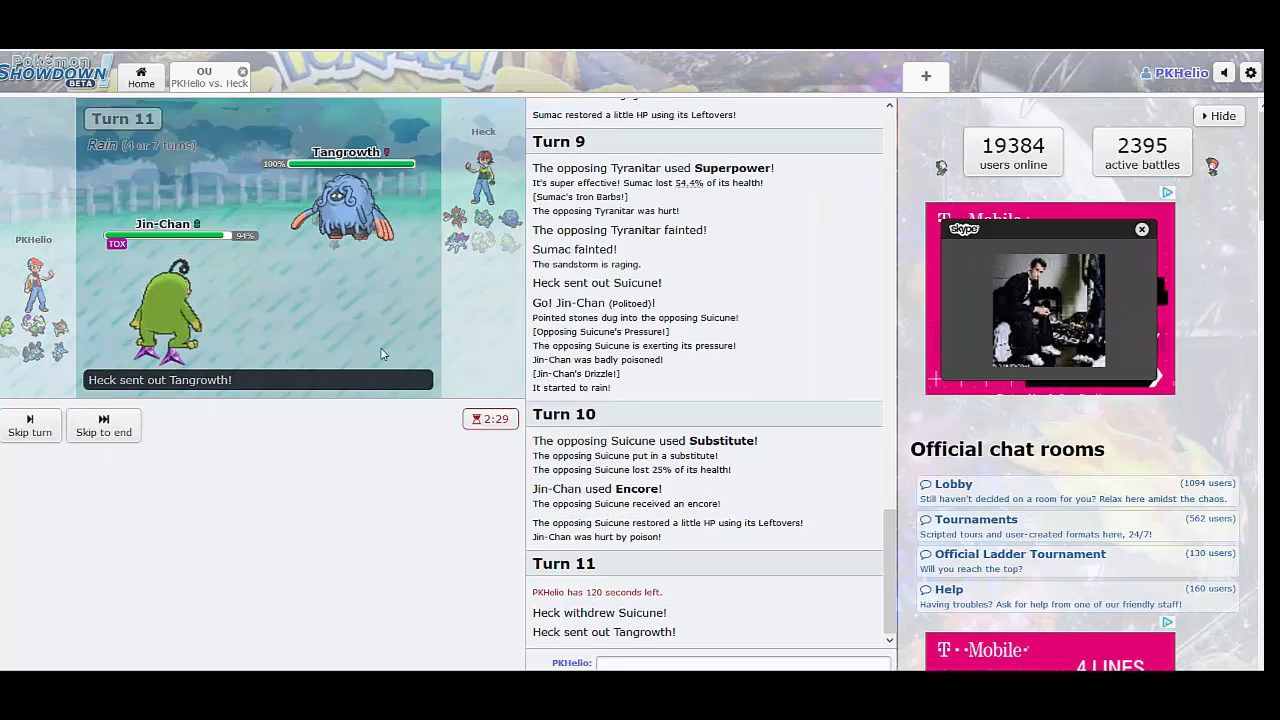 Pokémon
SHOWDOWN!
BETA
Home
OU
PKHelio vs. Heck
+
PKHelio
Turn 11
Rain (4 or 7 turns)
Tangrowth
100%
Jin-Chan
94%
TOX
Heck sent out Tangrowth!
PKHelio
Heck
Skip turn
Skip to end
2:29
Sumac restored a little HP using its Leftovers!
Turn 9
The opposing Tyranitar used Superpower!
It's super effective! Sumac lost 54.4% of its health!
[Sumac's Iron Barbs!]
The opposing Tyranitar was hurt!
The opposing Tyranitar fainted!
Sumac fainted!
The sandstorm is raging.
Heck sent out Suicune!
Go! Jin-Chan (Politoed)!
Pointed stones dug into the opposing Suicune!
[Opposing Suicune's Pressure!]
The opposing Suicune is exerting its pressure!
Jin-Chan was badly poisoned!
[Jin-Chan's Drizzle!]
It started to rain!
Turn 10
The opposing Suicune used Substitute!
The opposing Suicune put in a substitute!
The opposing Suicune lost 25% of its health!
Jin-Chan used Encore!
The opposing Suicune received an encore!
The opposing Suicune restored a little HP using its Leftovers!
Jin-Chan was hurt by poison!
Turn 11
PKHelio has 120 seconds left.
Heck withdrew Suicune!
Heck sent out Tangrowth!
PKHelio:
Hide
19384
users online
2395
active battles
skype
Official chat rooms
Lobby
(1094 users)
Still haven't decided on a room for you? Relax here amidst the chaos.
Tournaments
(562 users)
Scripted tours and user-created formats here, 24/7!
Official Ladder Tournament
(130 users)
Will you reach the top?
Help
(160 users)
Having troubles? Ask for help from one of our friendly staff!
T··Mobile·
4 LINES